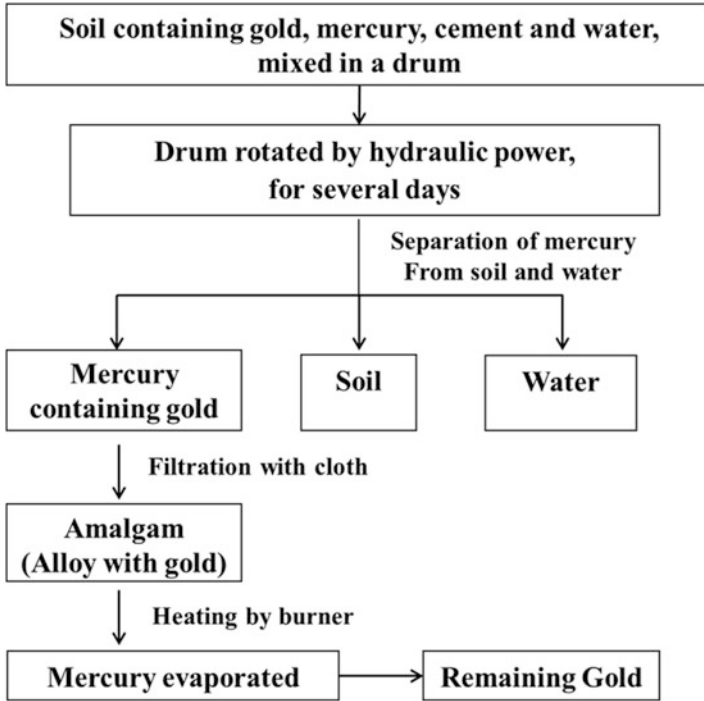 Soil containing gold, mercury, cement and water,
mixed in a drum
Drum rotated by hydraulic power,
for several days
Separation of mercury
From soil and water
Mercury
containing gold
Soil
Water
Filtration with cloth
Amalgam
(Alloy with gold)
Heating by burner
Mercury evaporated
Remaining Gold